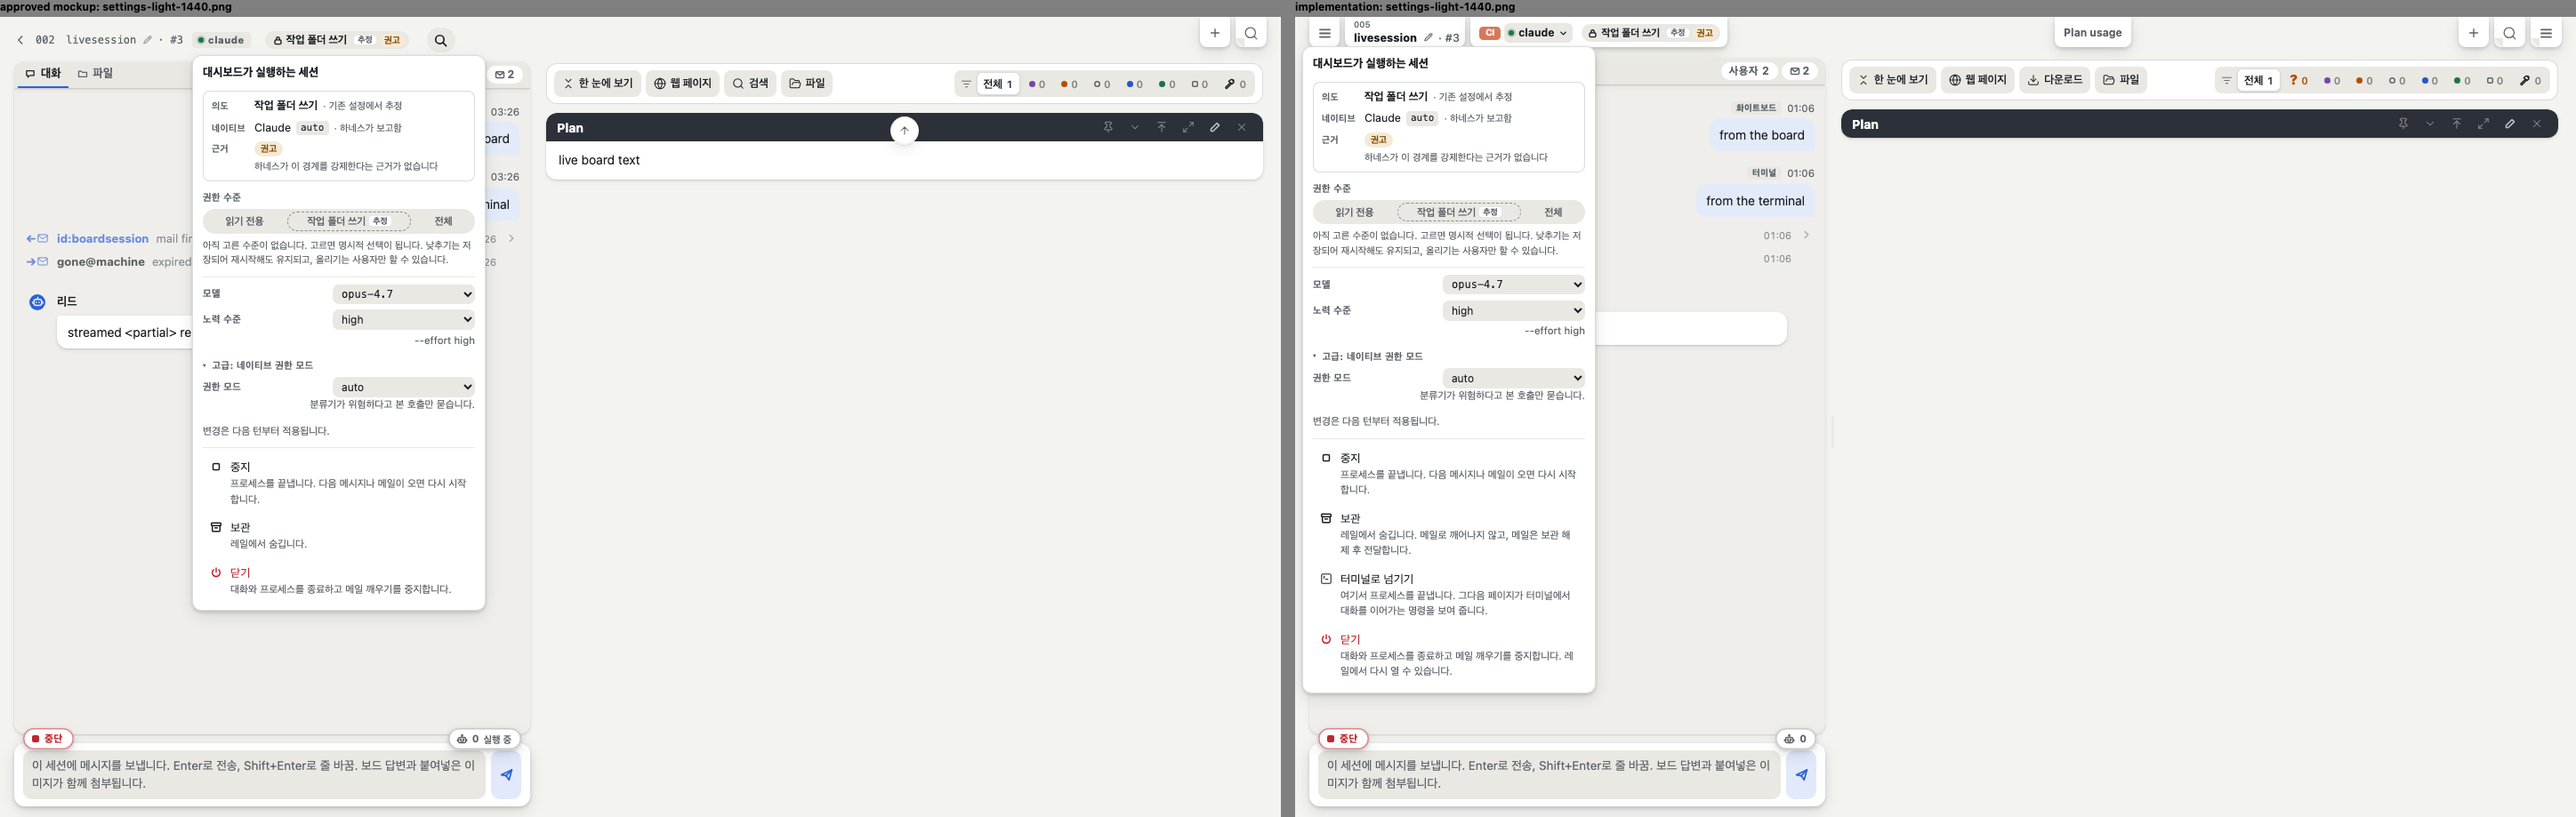 approved mockup: settings-light-1440.png
002 livesession · #3 claude 작업 폴더 쓰기 추정 권고
대화 파일
2
대시보드가 실행하는 세션
의도 작업 폴더 쓰기 · 기존 설정에서 추정
네이티브 Claude auto · 하네스가 보고함
근거 권고
하네스가 이 경계를 강제한다는 근거가 없습니다
권한 수준
읽기 전용 작업 폴더 쓰기 추정 전체
아직 고른 수준이 없습니다. 고르면 명시적 선택이 됩니다. 낮추기는 저
장되어 재시작해도 유지되고, 올리기는 사용자만 할 수 있습니다.
모델 opus-4.7
노력 수준 high
--effort high
고급: 네이티브 권한 모드
권한 모드 auto
분류기가 위험하다고 본 호출만 묻습니다.
변경은 다음 턴부터 적용됩니다.
중지
프로세스를 끝냅니다. 다음 메시지나 메일이 오면 다시 시작
합니다.
보관
레일에서 숨깁니다.
닫기
대화와 프로세스를 종료하고 메일 깨우기를 중지합니다.
03:26
oard
03:26
ninal
id:boardsession mail fir 26
gone@machine expired 26
리드
streamed <partial> re
중단
0 실행 중
이 세션에 메시지를 보냅니다. Enter로 전송, Shift+Enter로 줄 바꿈. 보드 답변과 붙여넣은 이
미지가 함께 첨부됩니다.
한 눈에 보기 웹 페이지 검색 파일 전체 1 0 0 0 0 0 0 0
Plan
live board text
implementation: settings-light-1440.png
005
livesession · #3 Cl claude 작업 폴더 쓰기 추정 권고
Plan usage
사용자 2 2
대시보드가 실행하는 세션
의도 작업 폴더 쓰기 · 기존 설정에서 추정
네이티브 Claude auto · 하네스가 보고함
근거 권고
하네스가 이 경계를 강제한다는 근거가 없습니다
권한 수준
읽기 전용 작업 폴더 쓰기 추정 전체
아직 고른 수준이 없습니다. 고르면 명시적 선택이 됩니다. 낮추기는 저
장되어 재시작해도 유지되고, 올리기는 사용자만 할 수 있습니다.
모델 opus-4.7
노력 수준 high
--effort high
고급: 네이티브 권한 모드
권한 모드 auto
분류기가 위험하다고 본 호출만 묻습니다.
변경은 다음 턴부터 적용됩니다.
중지
프로세스를 끝냅니다. 다음 메시지나 메일이 오면 다시 시작
합니다.
보관
레일에서 숨깁니다. 메일로 깨어나지 않고, 메일은 보관 해
제 후 전달합니다.
터미널로 넘기기
여기서 프로세스를 끝냅니다. 그다음 페이지가 터미널에서
대화를 이어가는 명령을 보여 줍니다.
닫기
대화와 프로세스를 종료하고 메일 깨우기를 중지합니다. 레
일에서 다시 열 수 있습니다.
화이트보드 01:06
from the board
터미널 01:06
from the terminal
01:06
01:06
중단
0
이 세션에 메시지를 보냅니다. Enter로 전송, Shift+Enter로 줄 바꿈. 보드 답변과 붙여넣은 이
미지가 함께 첨부됩니다.
한 눈에 보기 웹 페이지 다운로드 파일 전체 1 ? 0 0 0 0 0 0 0 0
Plan